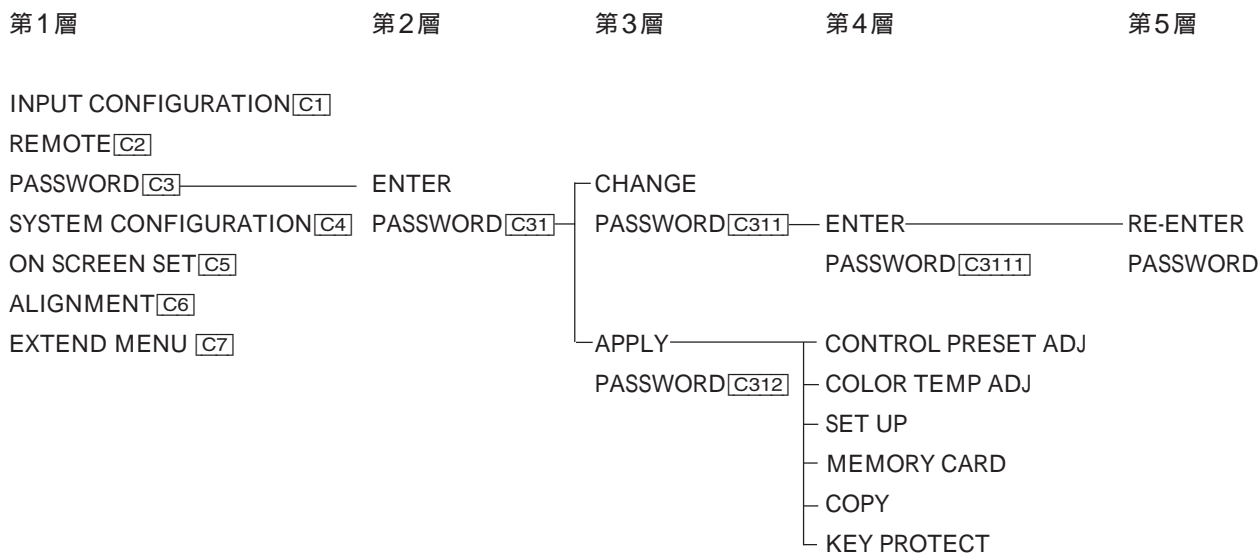 第1層 第2層 第3層 第4層 第5層
INPUT CONFIGURATION C1
REMOTE C2
PASSWORD C3 ENTER CHANGE
SYSTEM CONFIGURATION C4 PASSWORD C31 PASSWORD C311 ENTER RE-ENTER
ON SCREEN SET C5 PASSWORD C3111 PASSWORD
ALIGNMENT C6
EXTEND MENU C7 APPLY CONTROL PRESET ADJ
PASSWORD C312 COLOR TEMP ADJ
SET UP
MEMORY CARD
COPY
KEY PROTECT